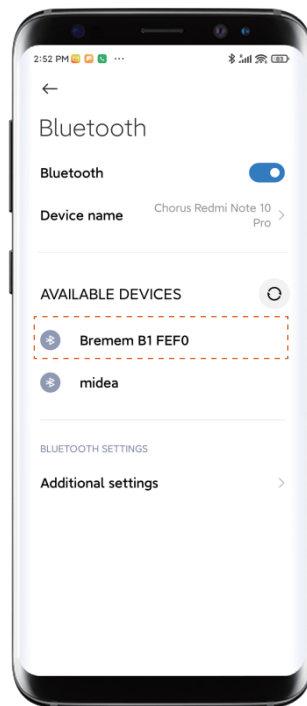 2:52 PM ··· 83
Bluetooth
Bluetooth
Device name
Chorus Redmi Note 10
Pro
AVAILABLE DEVICES
Bremem B1 FEF0
midea
BLUETOOTH SETTINGS
Additional settings